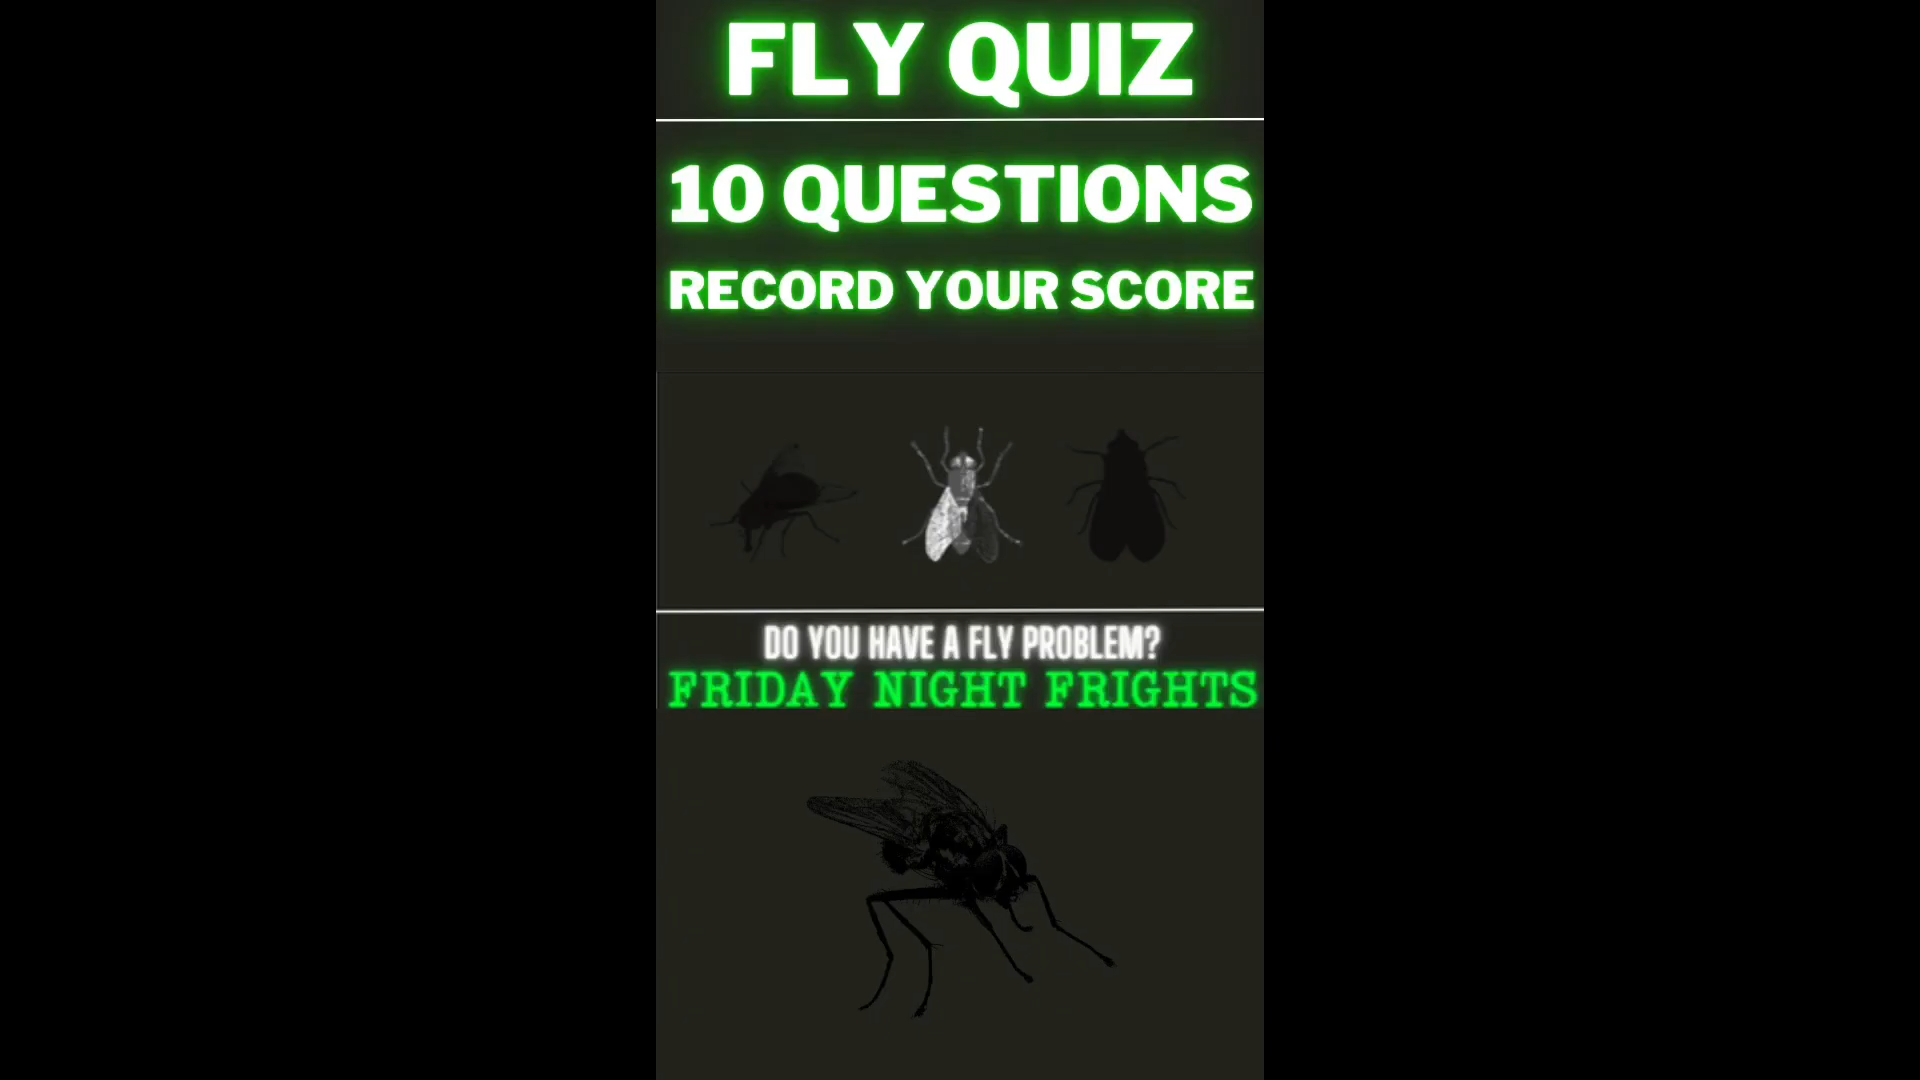 FLY QUIZ
10 QUESTIONS
RECORD YOUR SCORE
DO YOU HAVE A FLY PROBLEM?
FRIDAY NIGHT FRIGHTS